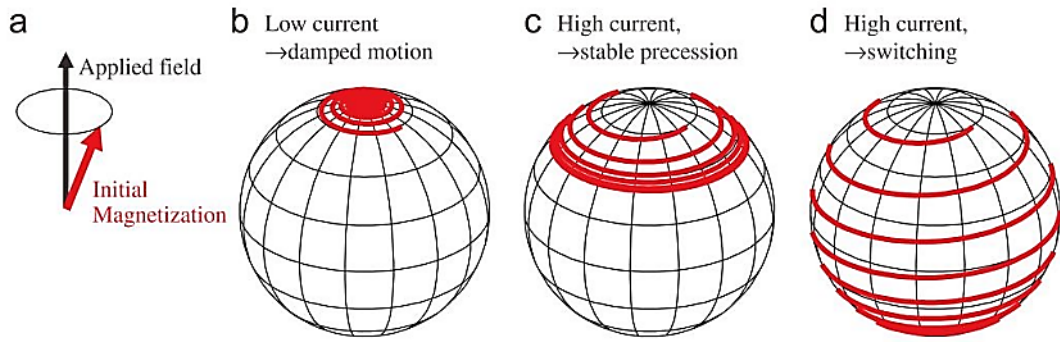 a
Applied field
Initial
Magnetization
b
Low current
→damped motion
c
High current,
→stable precession
d
High current,
→switching